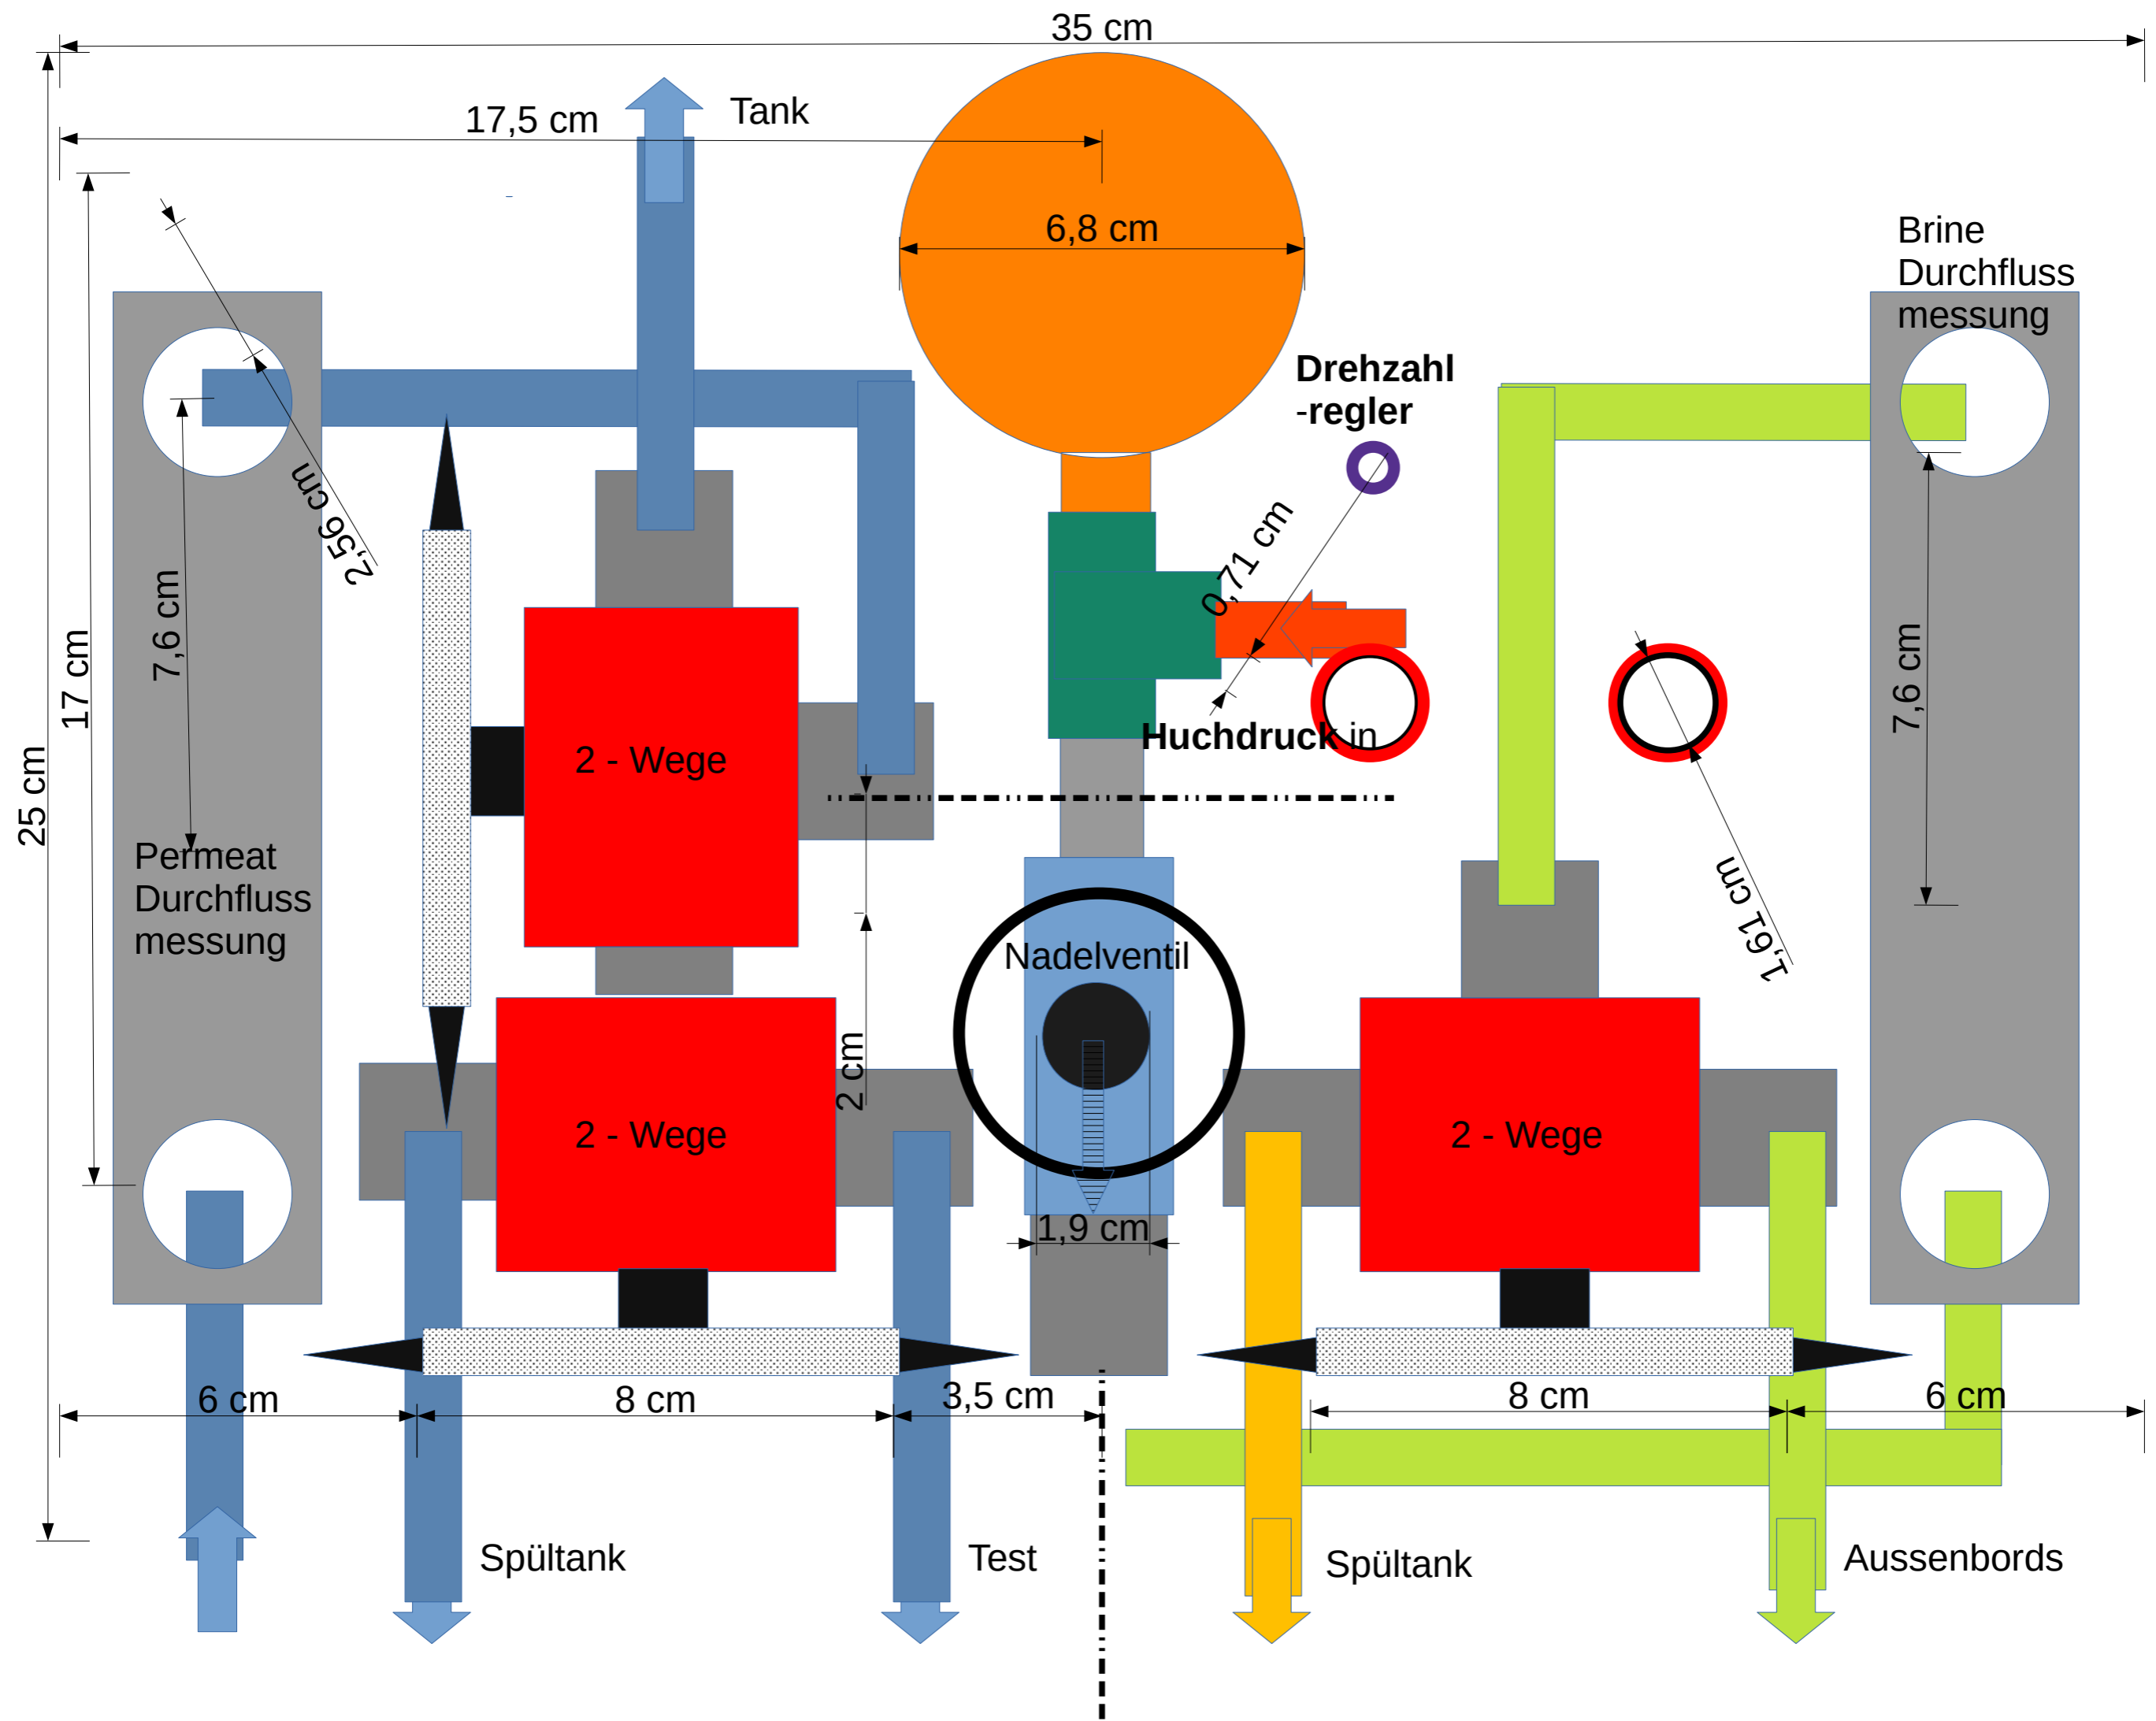 35 cm
17,5 cm
Tank
6,8 cm
Brine
Durchfluss
messung
Drehzahl
-regler
2,56 cm
0,71 cm
7,6 cm
17 cm
7,6 cm
25 cm
2 - Wege
Huchdruck in
Permeat
Durchfluss
messung
1,61 cm
Nadelventil
2 cm
2 - Wege
2 - Wege
1,9 cm
6 cm
8 cm
3,5 cm
8 cm
6 cm
Spültank
Test
Spültank
Aussenbords